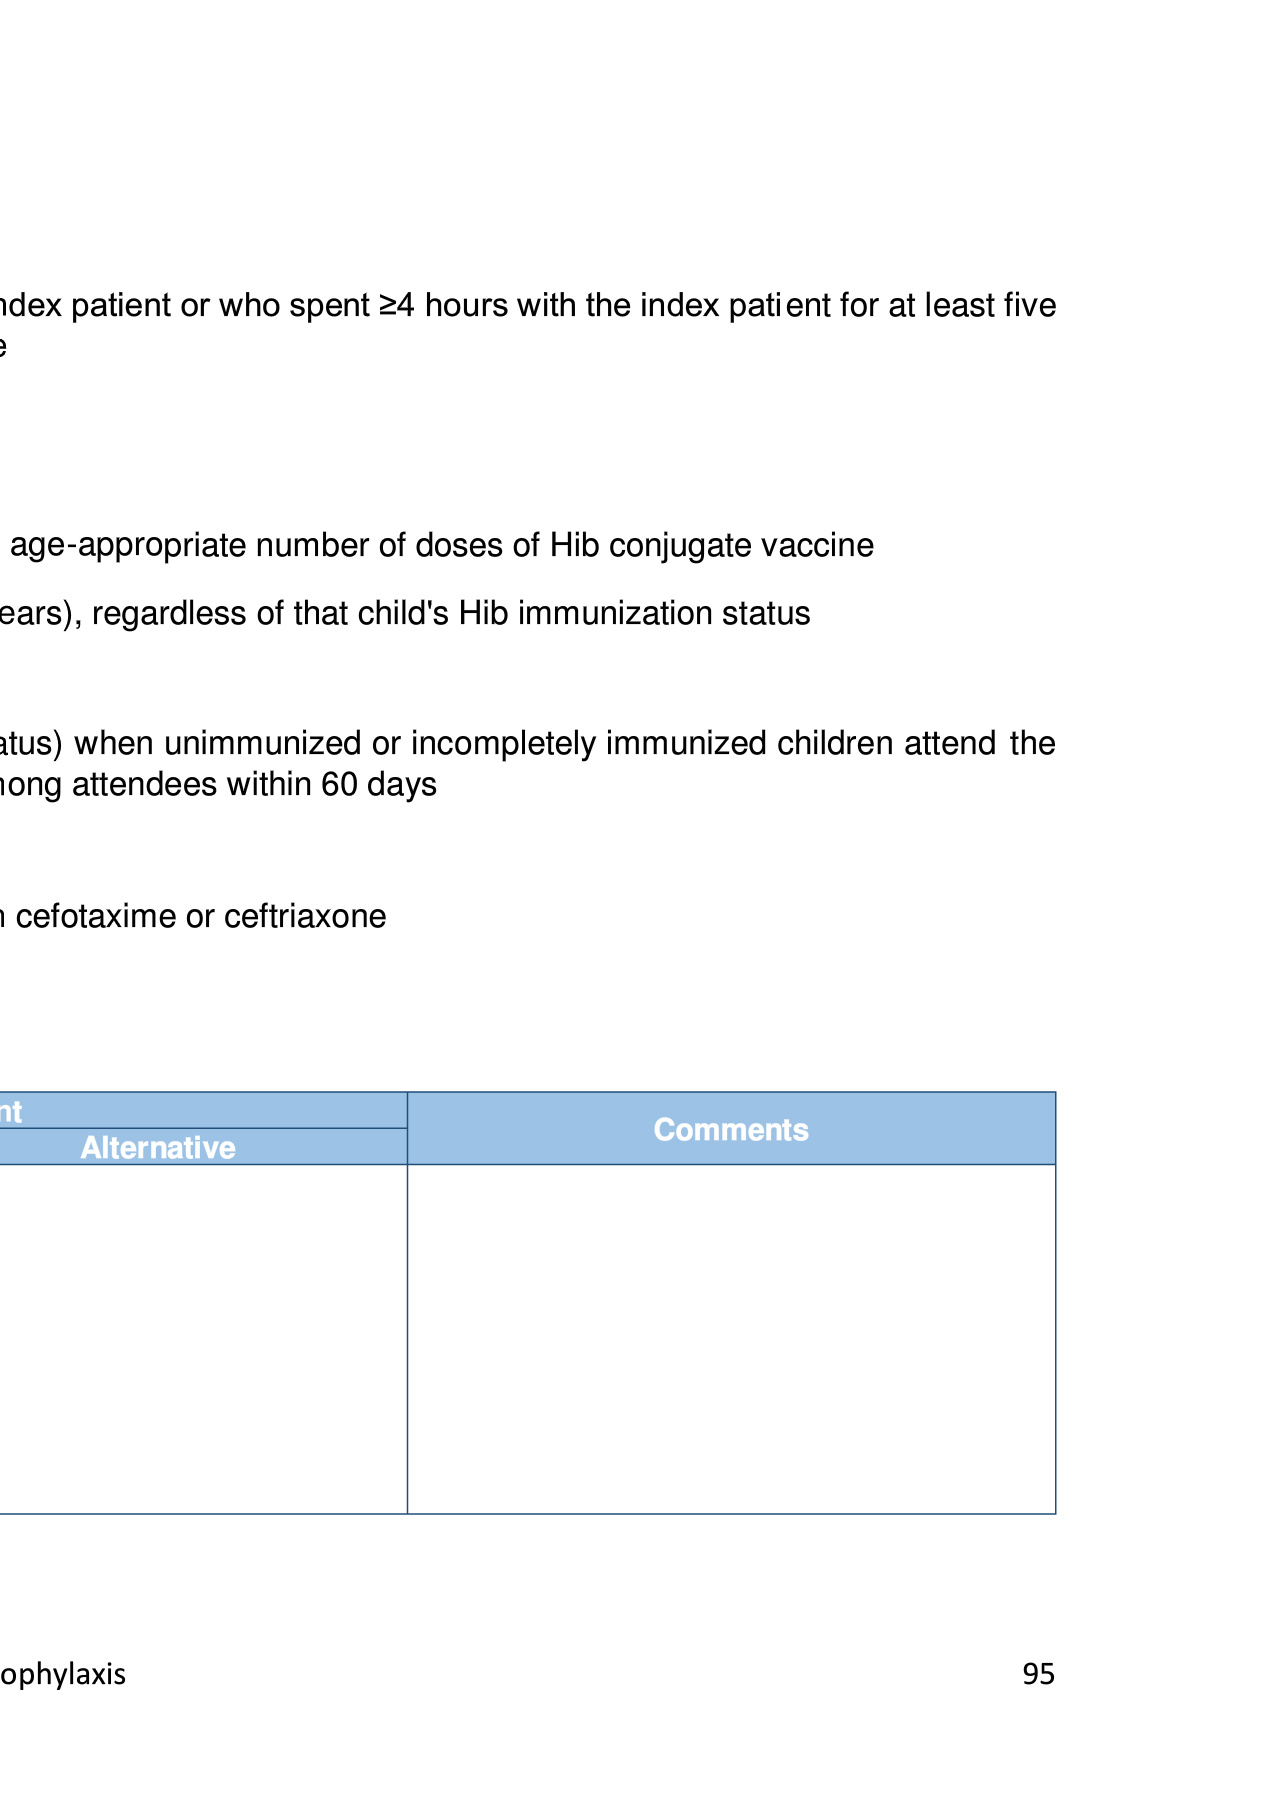 index patient or who spent ≥4 hours with the index patient for at least five
age-appropriate number of doses of Hib conjugate vaccine
ears), regardless of that child's Hib immunization status
atus) when unimmunized or incompletely immunized children attend the
mong attendees within 60 days
cefotaxime or ceftriaxone
nt
Alternative
Comments
ophylaxis
95